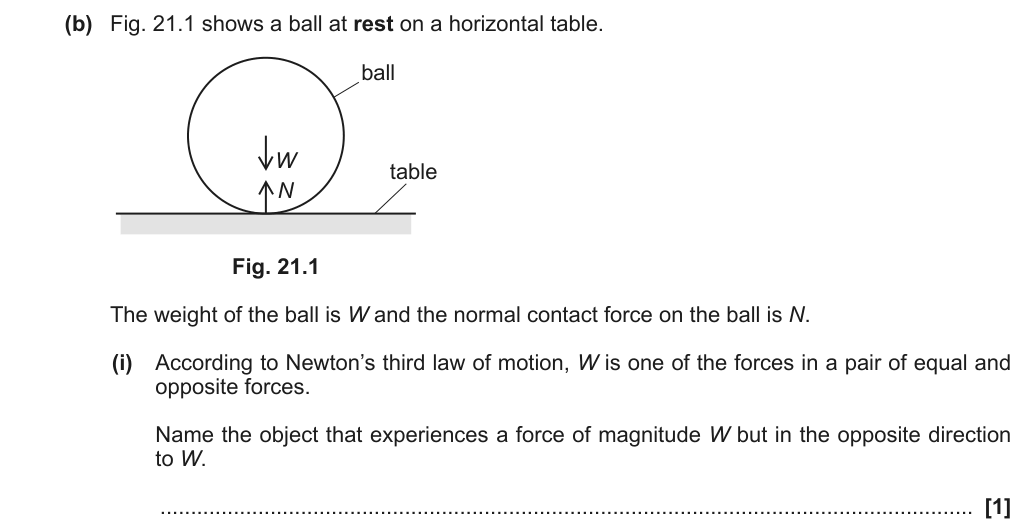 (b) Fig. 21.1 shows a ball at rest on a horizontal table.
ball
W
table
N
Fig. 21.1
The weight of the ball is W and the normal contact force on the ball is N.
(i) According to Newton’s third law of motion, W is one of the forces in a pair of equal and
opposite forces.
Name the object that experiences a force of magnitude W but in the opposite direction
to W.
.......................................................................................................................................... [1]